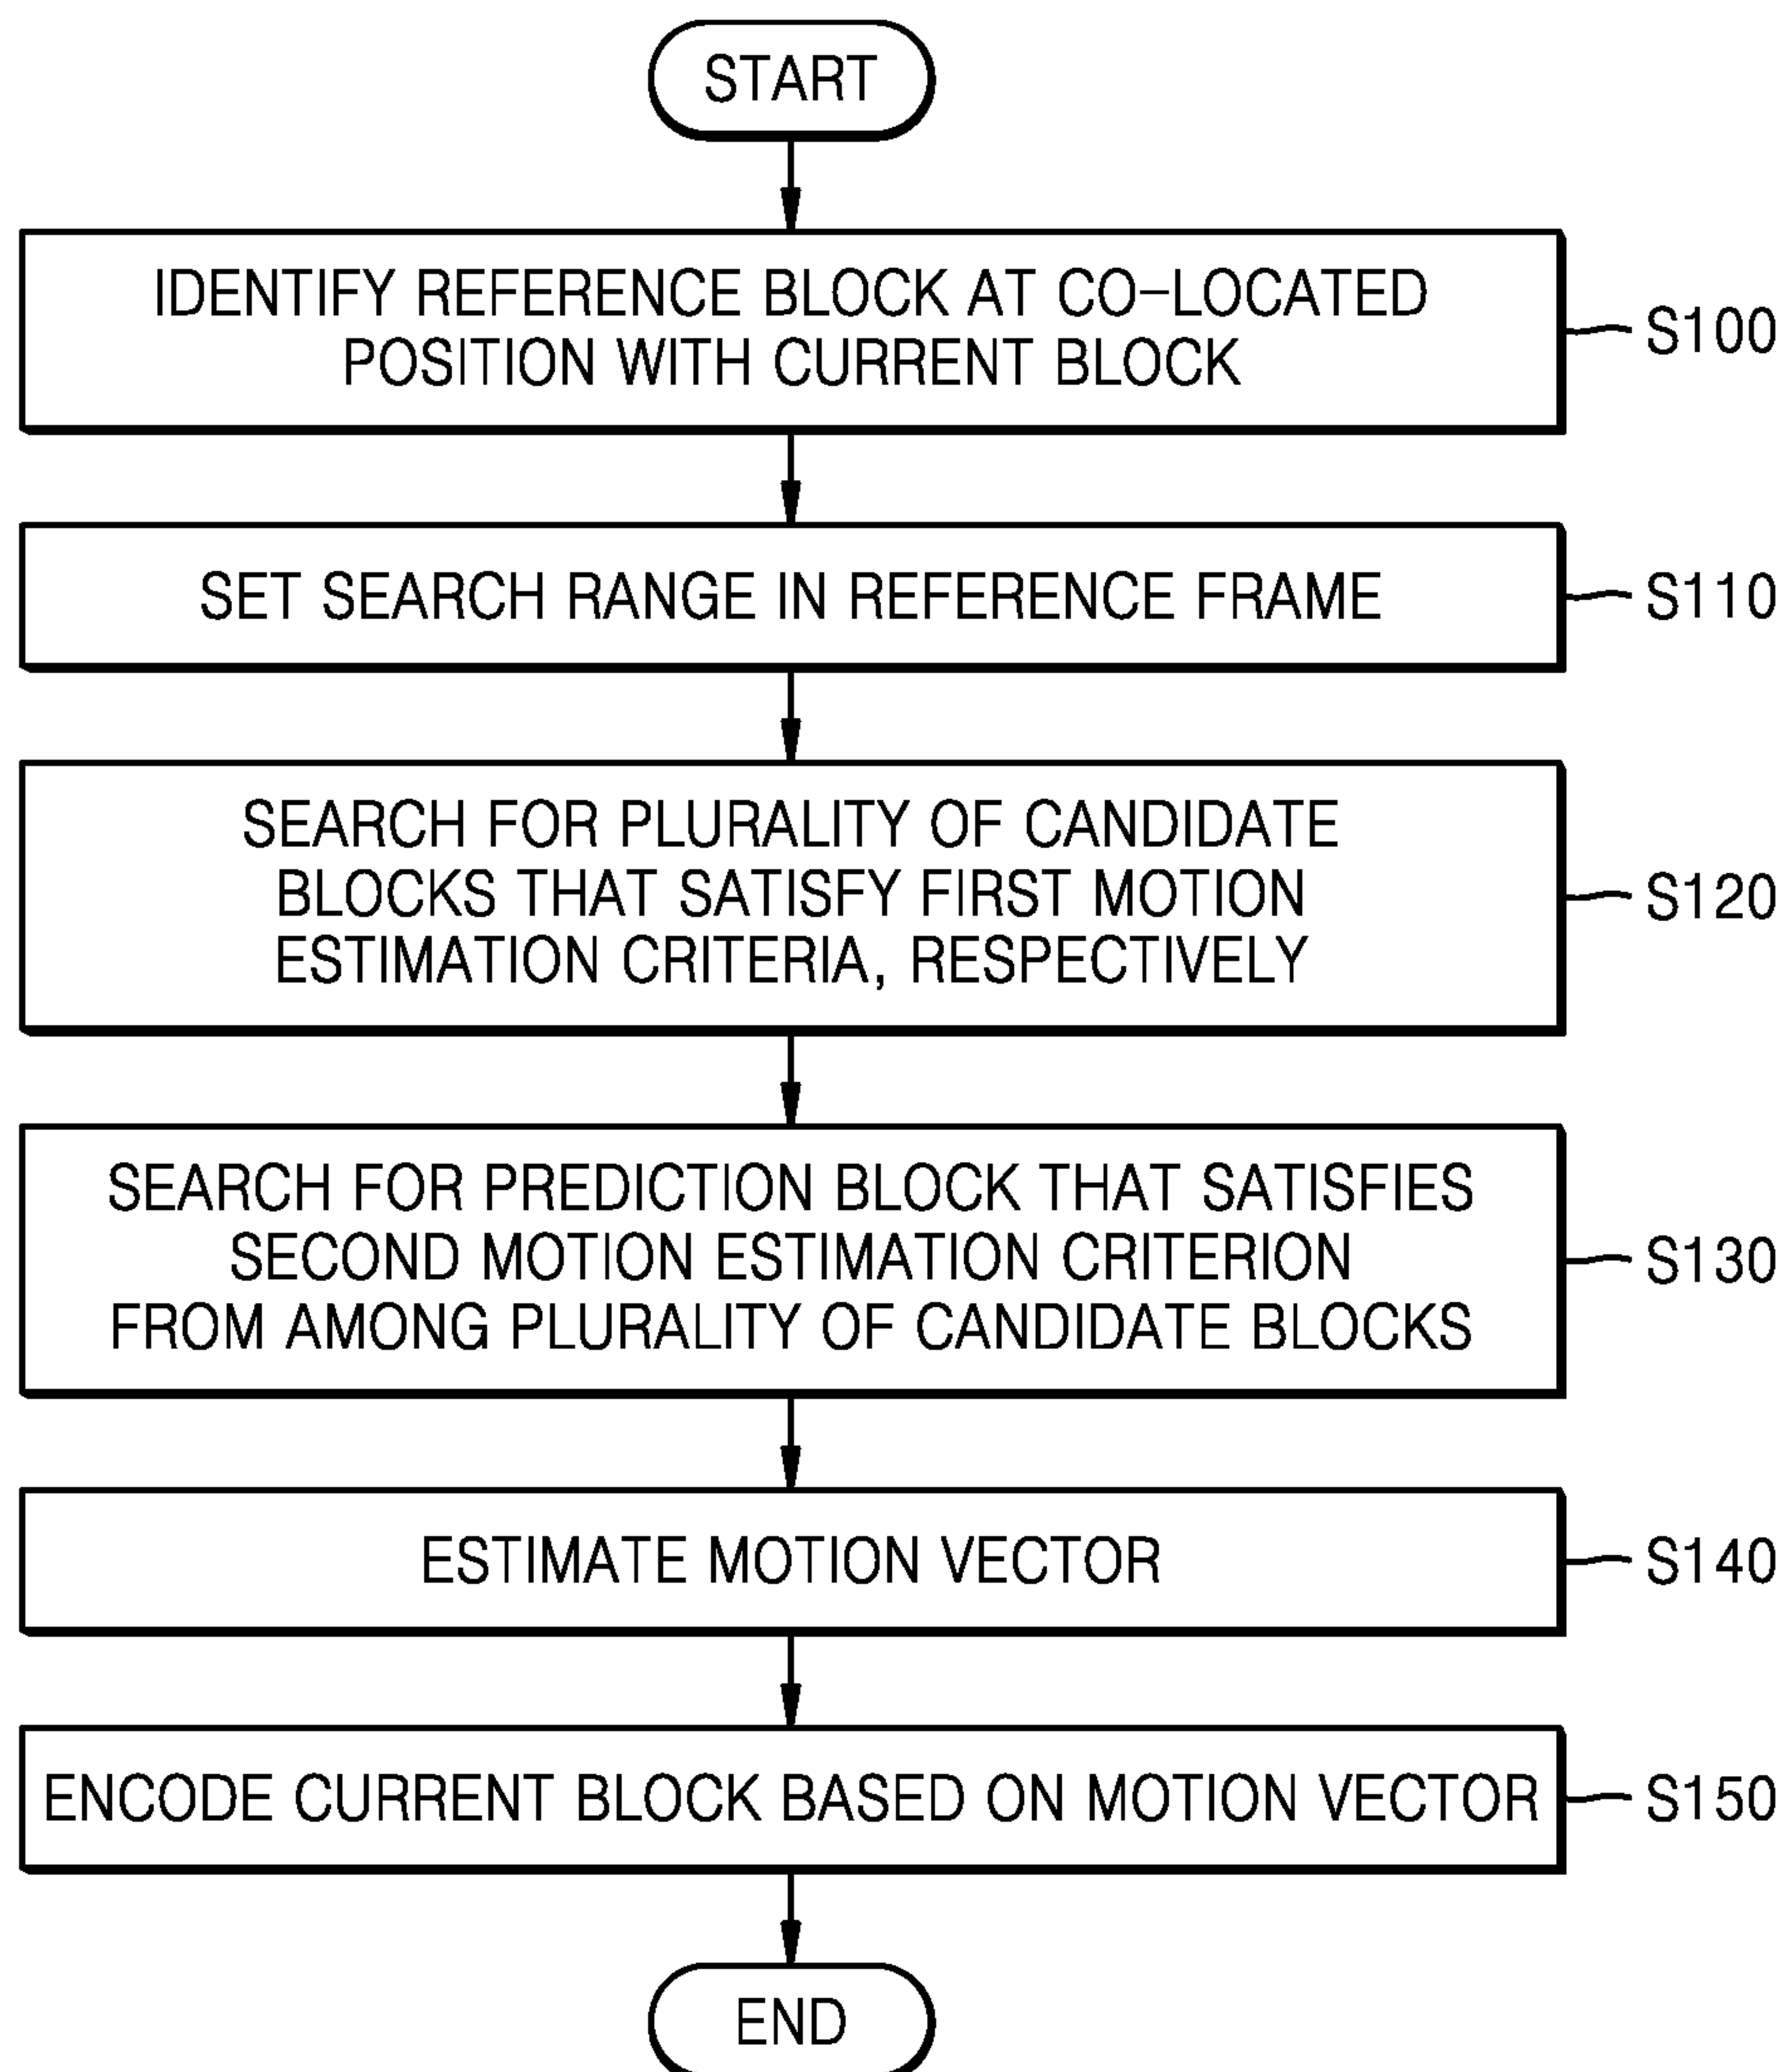 START
IDENTIFY REFERENCE BLOCK AT CO-LOCATED
POSITION WITH CURRENT BLOCK
S100
SET SEARCH RANGE IN REFERENCE FRAME
S110
SEARCH FOR PLURALITY OF CANDIDATE
BLOCKS THAT SATISFY FIRST MOTION
ESTIMATION CRITERIA, RESPECTIVELY
S120
SEARCH FOR PREDICTION BLOCK THAT SATISFIES
SECOND MOTION ESTIMATION CRITERION
FROM AMONG PLURALITY OF CANDIDATE BLOCKS
S130
ESTIMATE MOTION VECTOR
S140
ENCODE CURRENT BLOCK BASED ON MOTION VECTOR
S150
END